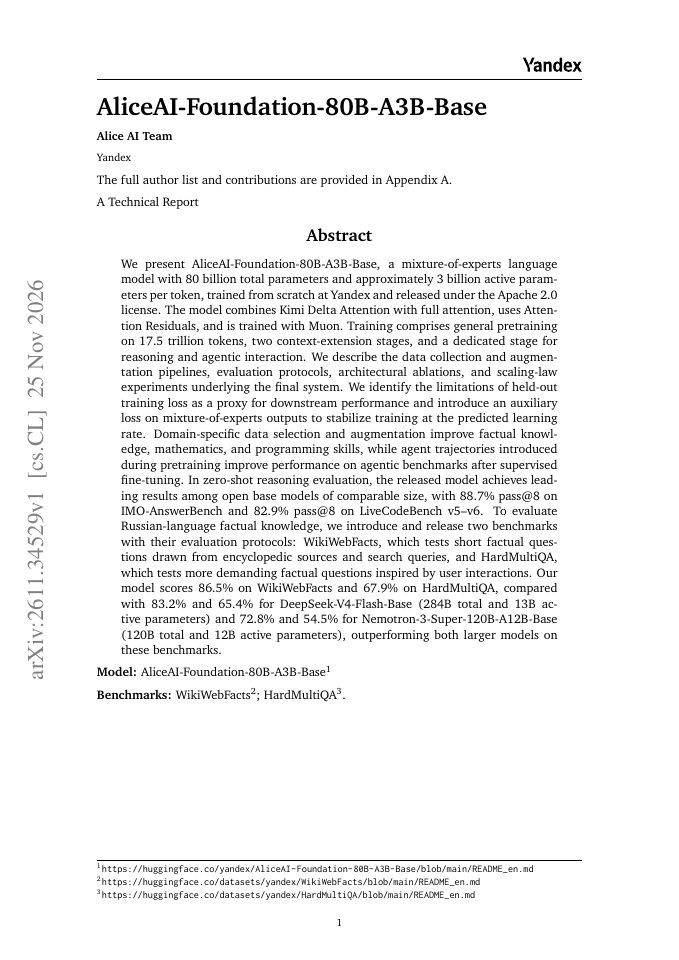 Yandex
AliceAI-Foundation-80B-A3B-Base
Alice AI Team
Yandex
The full author list and contributions are provided in Appendix A.
A Technical Report
Abstract
We present AliceAI-Foundation-80B-A3B-Base, a mixture-of-experts language
model with 80 billion total parameters and approximately 3 billion active param-
eters per token, trained from scratch at Yandex and released under the Apache 2.0
license. The model combines Kimi Delta Attention with full attention, uses Atten-
tion Residuals, and is trained with Muon. Training comprises general pretraining
on 17.5 trillion tokens, two context-extension stages, and a dedicated stage for
reasoning and agentic interaction. We describe the data collection and augmen-
tation pipelines, evaluation protocols, architectural ablations, and scaling-law
experiments underlying the final system. We identify the limitations of held-out
training loss as a proxy for downstream performance and introduce an auxiliary
loss on mixture-of-experts outputs to stabilize training at the predicted learning
rate. Domain-specific data selection and augmentation improve factual knowl-
edge, mathematics, and programming skills, while agent trajectories introduced
during pretraining improve performance on agentic benchmarks after supervised
fine-tuning. In zero-shot reasoning evaluation, the released model achieves lead-
ing results among open base models of comparable size, with 88.7% pass@8 on
IMO-AnswerBench and 82.9% pass@8 on LiveCodeBench v5–v6. To evaluate
Russian-language factual knowledge, we introduce and release two benchmarks
with their evaluation protocols: WikiWebFacts, which tests short factual ques-
tions drawn from encyclopedic sources and search queries, and HardMultiQA,
which tests more demanding factual questions inspired by user interactions. Our
model scores 86.5% on WikiWebFacts and 67.9% on HardMultiQA, compared
with 83.2% and 65.4% for DeepSeek-V4-Flash-Base (284B total and 13B ac-
tive parameters) and 72.8% and 54.5% for Nemotron-3-Super-120B-A12B-Base
(120B total and 12B active parameters), outperforming both larger models on
these benchmarks.
Model: AliceAI-Foundation-80B-A3B-Base1
Benchmarks: WikiWebFacts2; HardMultiQA3.
1https://huggingface.co/yandex/AliceAI-Foundation-80B-A3B-Base/blob/main/README_en.md
2https://huggingface.co/datasets/yandex/WikiWebFacts/blob/main/README_en.md
3https://huggingface.co/datasets/yandex/HardMultiQA/blob/main/README_en.md
1
arXiv:2611.34529v1 [cs.CL] 25 Nov 2026